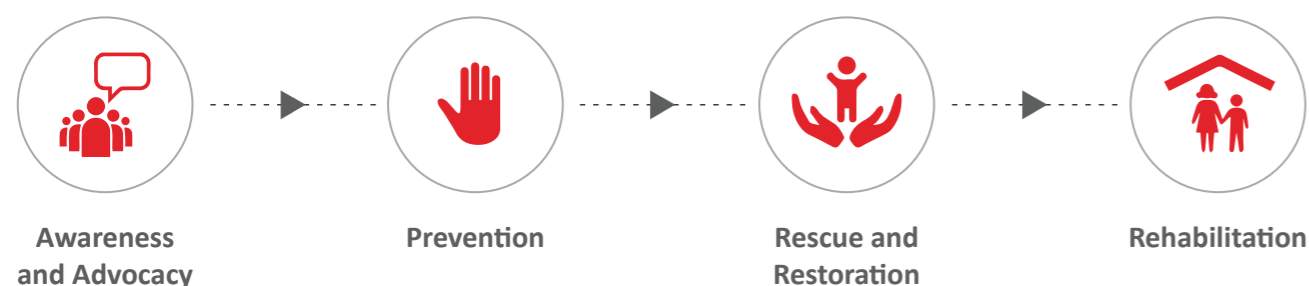 Awareness
and Advocacy
Prevention
Rescue and
Restoration
Rehabilitation